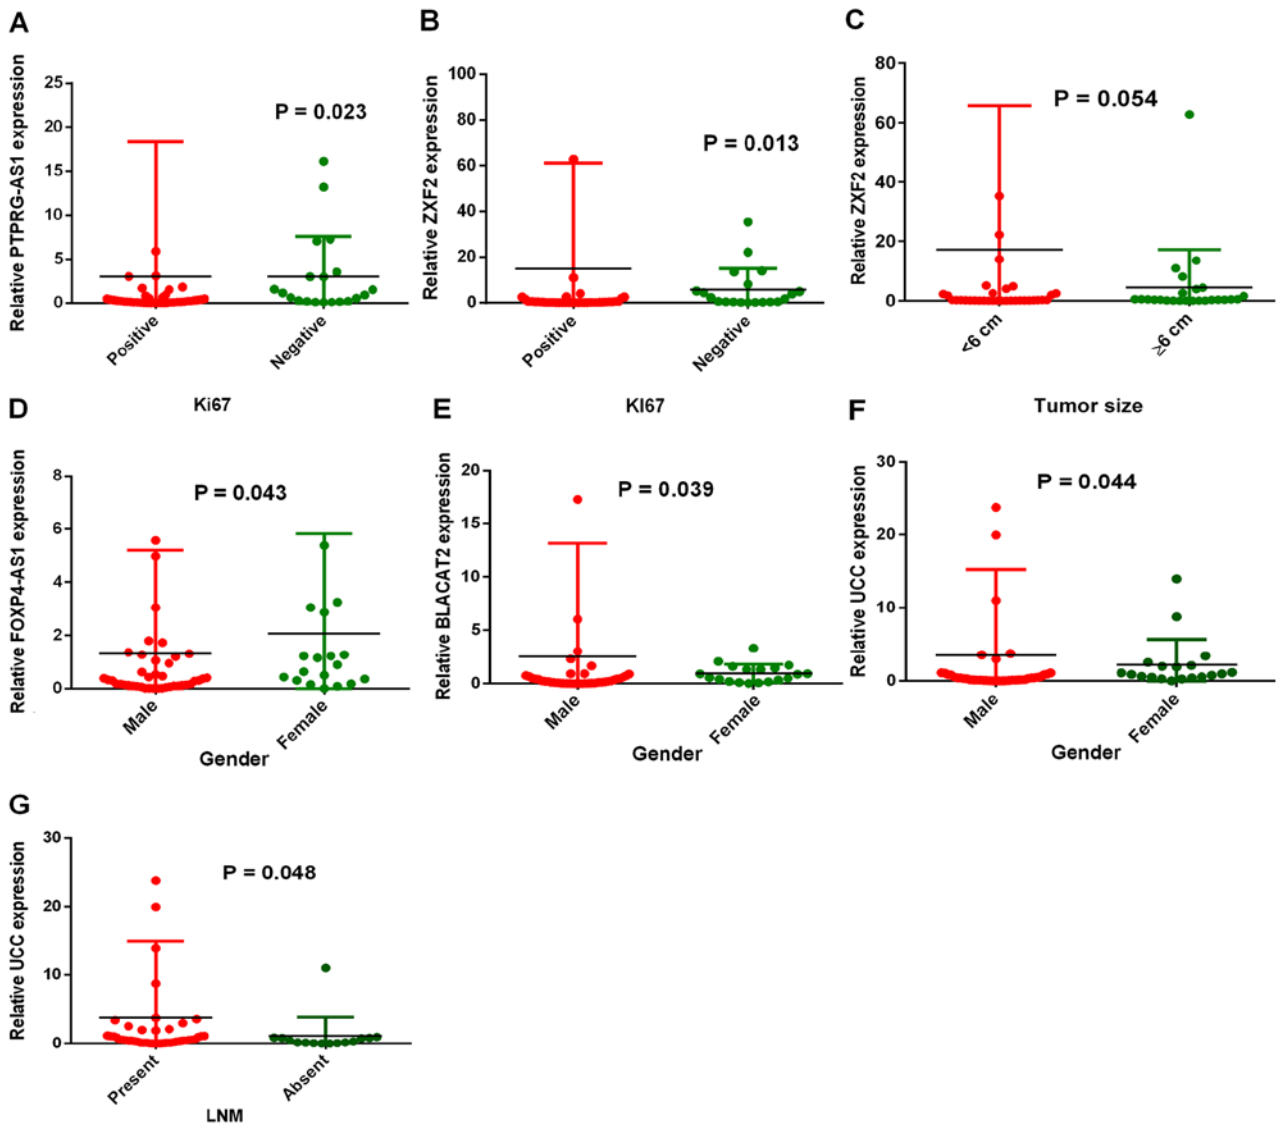 A
Relative PTPRG-AS1 expression
25
20
15
10
5
0
P = 0.023
Positive
Negative
Ki67
B
Relative ZXF2 expression
100
80
60
40
20
0
P = 0.013
Positive
Negative
KI67
C
Relative ZXF2 expression
80
60
40
20
0
P = 0.054
<6 cm
≥6 cm
Tumor size
D
Relative FOXP4-AS1 expression
8
6
4
2
0
P = 0.043
Male
Female
Gender
E
Relative BLACAT2 expression
20
15
10
5
0
P = 0.039
Male
Female
Gender
F
Relative UCC expression
30
20
10
0
P = 0.044
Male
Female
Gender
G
Relative UCC expression
30
20
10
0
P = 0.048
Present
Absent
LNM